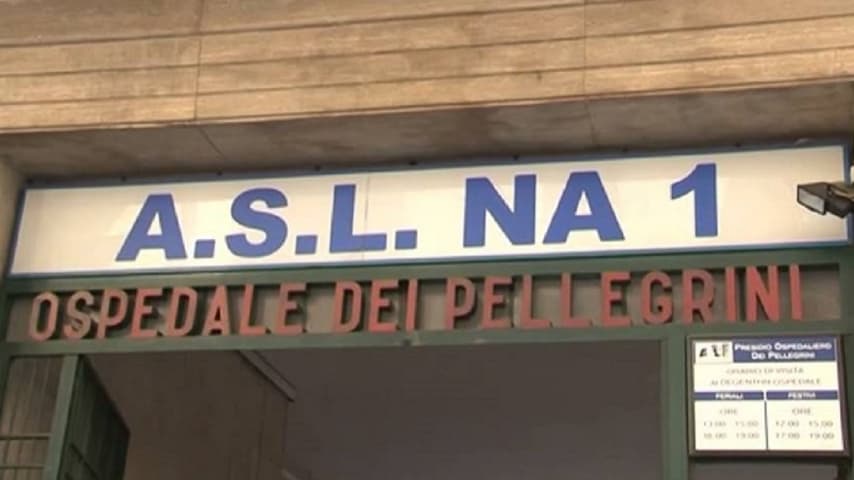 A.S.L. NA 1
OSPEDALE DEI PELLEGRINI
PRESIDIO OSPEDALIERO
DEI PELLEGRINI
ORARIO DI VISITA
AI DEGENTI IN OSPEDALE
FERIALI FESTIVI
ORE ORE
13.00 15.00 12.00 15.00
18.00 19.00 17.00 19.00